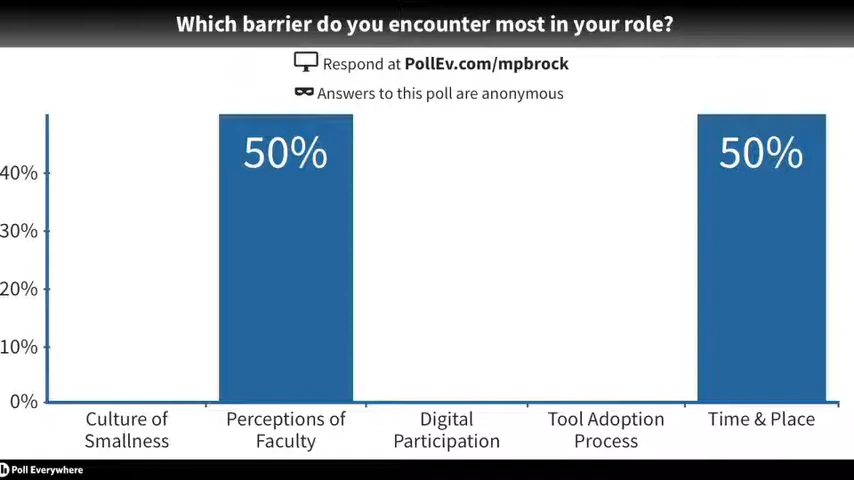 Which barrier do you encounter most in your role?
Respond at PollEv.com/mpbrock
Answers to this poll are anonymous
50%
50%
40%
30%
20%
10%
0%
Culture of
Smallness
Perceptions of
Faculty
Digital
Participation
Tool Adoption
Process
Time & Place
Poll Everywhere